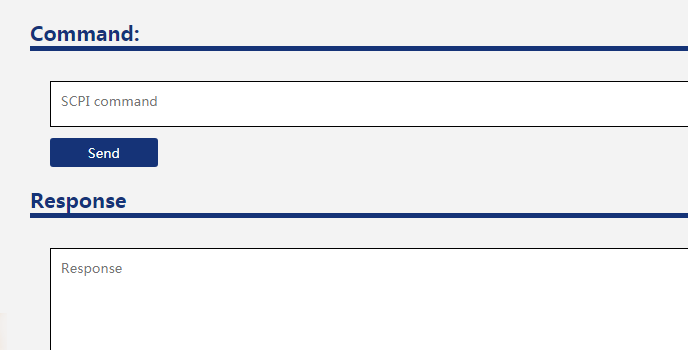 Command:
SCPI command
Send
Response
Response